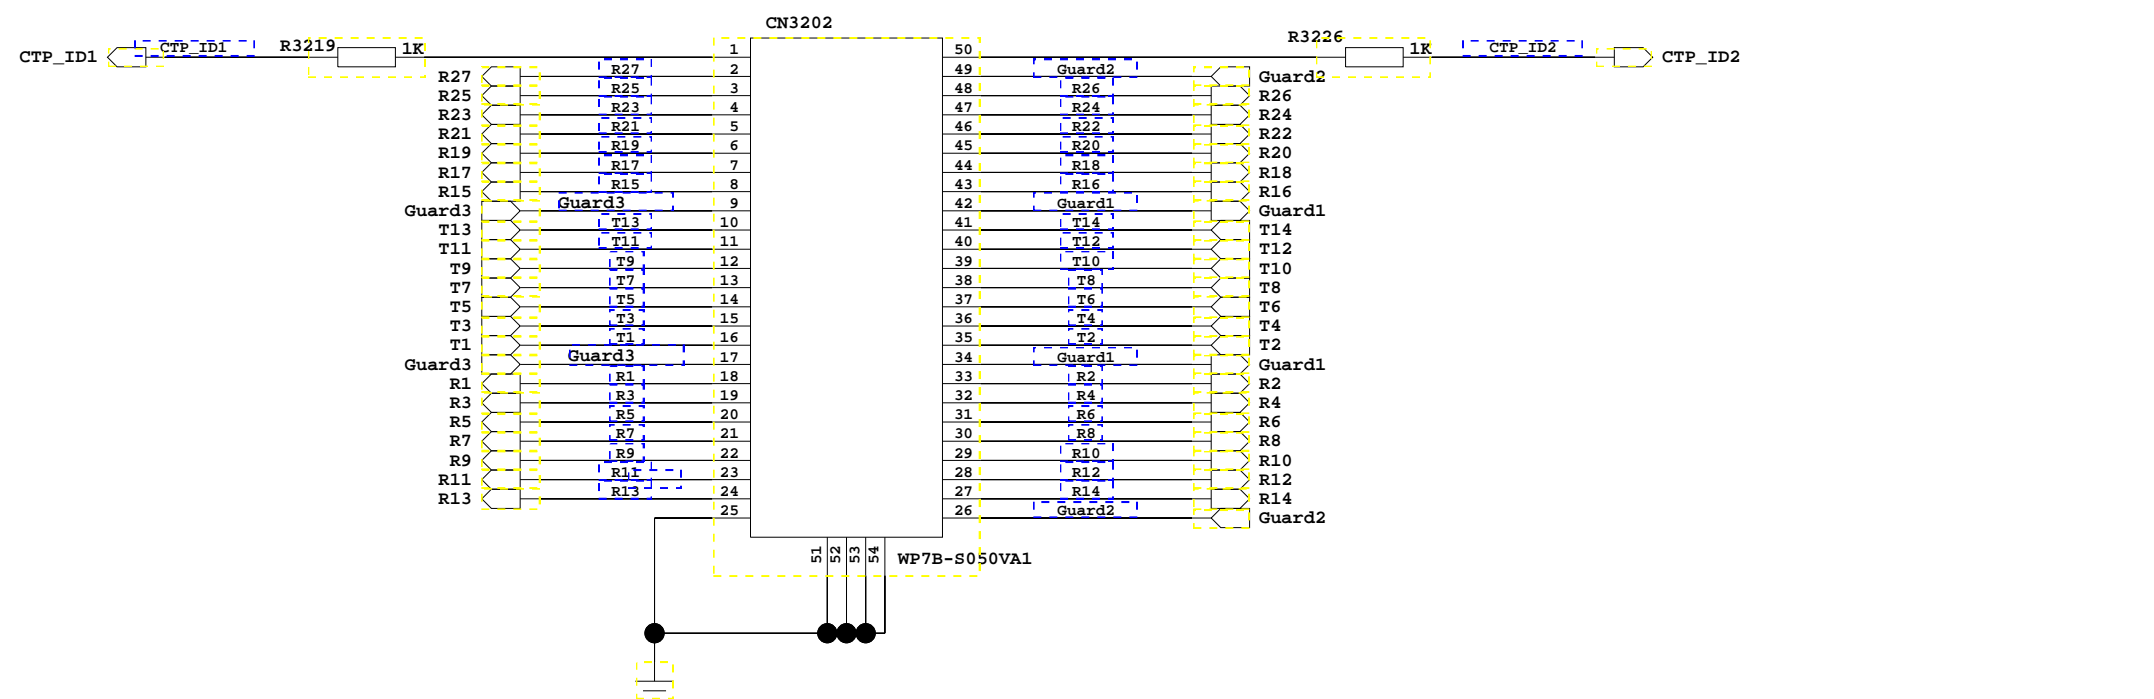 CN3202
CTP_ID1 CTP_ID1 R3219 1K 1 50 R3226 1K CTP_ID2 CTP_ID2
R27 R27 2 49 Guard2 Guard2
R25 R25 3 48 R26 R26
R23 R23 4 47 R24 R24
R21 R21 5 46 R22 R22
R19 R19 6 45 R20 R20
R17 R17 7 44 R18 R18
R15 R15 8 43 R16 R16
Guard3 Guard3 9 42 Guard1 Guard1
T13 T13 10 41 T14 T14
T11 T11 11 40 T12 T12
T9 T9 12 39 T10 T10
T7 T7 13 38 T8 T8
T5 T5 14 37 T6 T6
T3 T3 15 36 T4 T4
T1 T1 16 35 T2 T2
Guard3 Guard3 17 34 Guard1 Guard1
R1 R1 18 33 R2 R2
R3 R3 19 32 R4 R4
R5 R5 20 31 R6 R6
R7 R7 21 30 R8 R8
R9 R9 22 29 R10 R10
R11 R11 23 28 R12 R12
R13 R13 24 27 R14 R14
25 26 Guard2 Guard2
51 52 53 54 WP7B-S050VA1